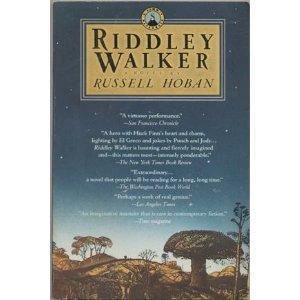 RIDDLEY
WALKER
A NOVEL BY
RUSSELL HOBAN
"A virtuoso performance."
—San Francisco Chronicle
"A hero with Huck Finn's heart and charm,
lighting by El Greco and jokes by Punch and Judy...
Riddley Walker is haunting and fiercely imagined
and—this matters most—intensely ponderable."
—The New York Times Book Review
"Extraordinary...
a novel that people will be reading for a long, long time."
—The Washington Post Book World
"Perhaps a work of real genius."
—Los Angeles Times
"An imaginative intensity that is rare in contemporary fiction."
—Time magazine